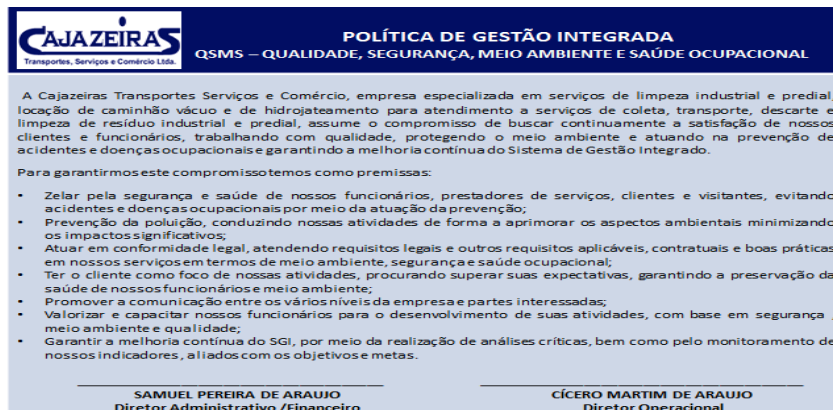 CAJAZEIRAS
Transportes, Serviços e Comércio Ltda.
POLÍTICA DE GESTÃO INTEGRADA
QSMS – QUALIDADE, SEGURANÇA, MEIO AMBIENTE E SAÚDE OCUPACIONAL
A Cajazeiras Transportes Serviços e Comércio, empresa especializada em serviços de limpeza industrial e predial,
locação de caminhão vácuo e de hidrojateamento para atendimento a serviços de coleta, transporte, descarte e
limpeza de resíduo industrial e predial, assume o compromisso de buscar continuamente a satisfação de nossos
clientes e funcionários, trabalhando com qualidade, protegendo o meio ambiente e atuando na prevenção de
acidentes e doenças ocupacionais e garantindo a melhoria contínua do Sistema de Gestão Integrado.
Para garantirmos este compromisso temos como premissas:
• Zelar pela segurança e saúde de nossos funcionários, prestadores de serviços, clientes e visitantes, evitando
acidentes e doenças ocupacionais por meio da atuação da prevenção;
• Prevenção da poluição, conduzindo nossas atividades de forma a aprimorar os aspectos ambientais minimizando
os impactos significativos;
• Atuar em conformidade legal, atendendo requisitos legais e outros requisitos aplicáveis, contratuais e boas práticas
em nossos serviços em termos de meio ambiente, segurança e saúde ocupacional;
• Ter o cliente como foco de nossas atividades, procurando superar suas expectativas, garantindo a preservação da
saúde de nossos funcionários e meio ambiente;
• Promover a comunicação entre os vários níveis da empresa e partes interessadas;
• Valorizar e capacitar nossos funcionários para o desenvolvimento de suas atividades, com base em segurança ,
meio ambiente e qualidade;
• Garantir a melhoria contínua do SGI, por meio da realização de análises críticas, bem como pelo monitoramento de
nossos indicadores, aliados com os objetivos e metas.
SAMUEL PEREIRA DE ARAUJO
Diretor Administrativo /Financeiro
CÍCERO MARTIM DE ARAUJO
Diretor Operacional